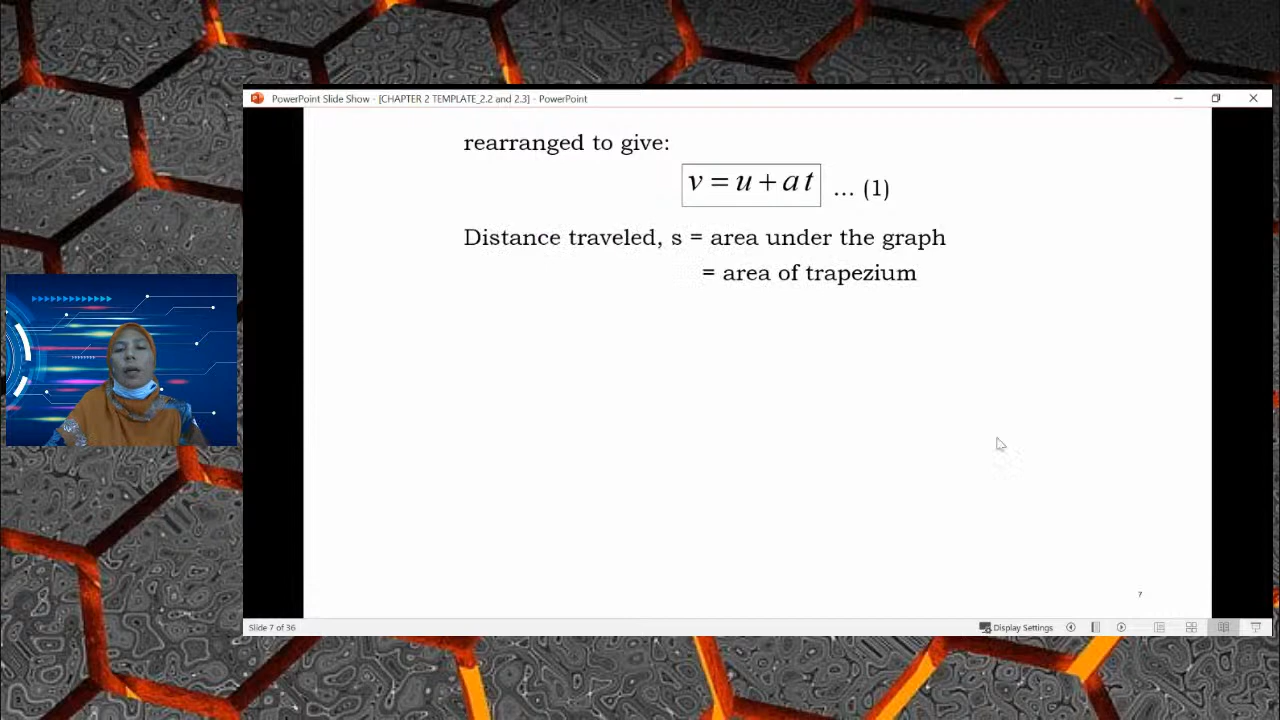 PowerPoint Slide Show - [CHAPTER 2 TEMPLATE_2.2 and 2.3] - PowerPoint
rearranged to give:
v = u + a t ... (1)
Distance traveled, s = area under the graph
= area of trapezium
7
Slide 7 of 36
Display Settings